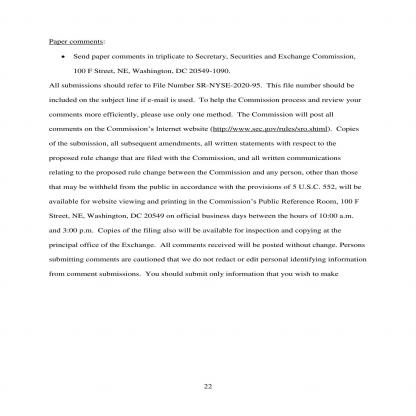 Paper comments:
• Send paper comments in triplicate to Secretary, Securities and Exchange Commission,
100 F Street, NE, Washington, DC 20549-1090.
All submissions should refer to File Number SR-NYSE-2020-95. This file number should be
included on the subject line if e-mail is used. To help the Commission process and review your
comments more efficiently, please use only one method. The Commission will post all
comments on the Commission's Internet website (http://www.sec.gov/rules/sro.shtml). Copies
of the submission, all subsequent amendments, all written statements with respect to the
proposed rule change that are filed with the Commission, and all written communications
relating to the proposed rule change between the Commission and any person, other than those
that may be withheld from the public in accordance with the provisions of 5 U.S.C. 552, will be
available for website viewing and printing in the Commission's Public Reference Room, 100 F
Street, NE, Washington, DC 20549 on official business days between the hours of 10:00 a.m.
and 3:00 p.m. Copies of the filing also will be available for inspection and copying at the
principal office of the Exchange. All comments received will be posted without change. Persons
submitting comments are cautioned that we do not redact or edit personal identifying information
from comment submissions. You should submit only information that you wish to make
22